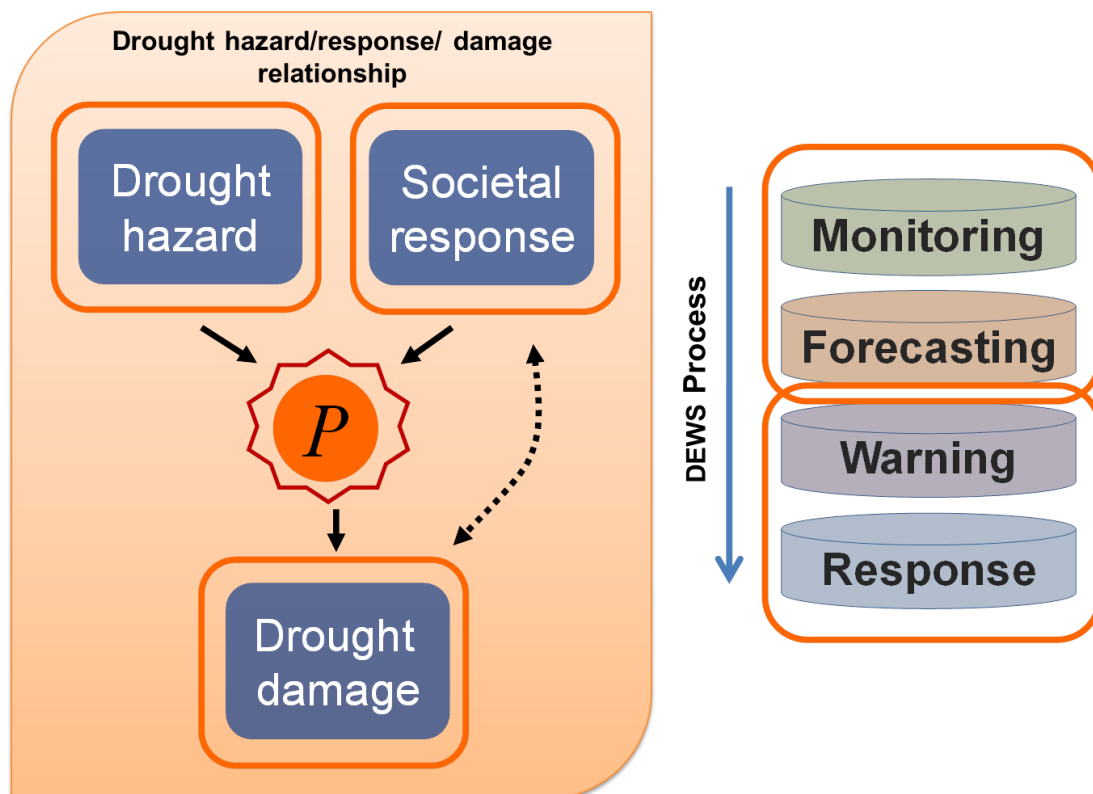 Drought hazard/response/ damage
relationship
Drought
hazard
Societal
response
P
Drought
damage
DEWS Process
Monitoring
Forecasting
Warning
Response